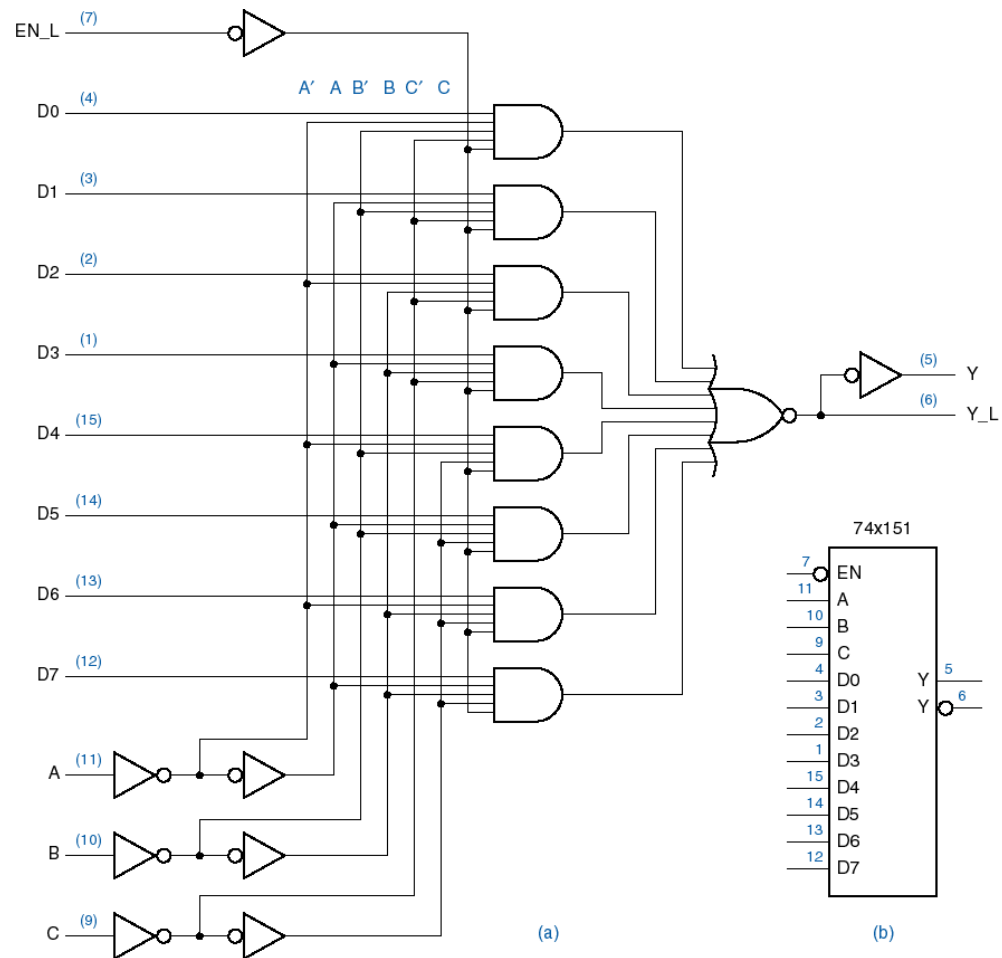 EN_L (7)
A′ A B′ B C′ C
D0 (4)
D1 (3)
D2 (2)
D3 (1)
(5) Y
(6) Y_L
D4 (15)
D5 (14)
D6 (13)
D7 (12)
A (11)
B (10)
C (9)
(a)
74x151
7 EN
11 A
10 B
9 C
4 D0 Y 5
3 D1 Y 6
2 D2
1 D3
15 D4
14 D5
13 D6
12 D7
(b)